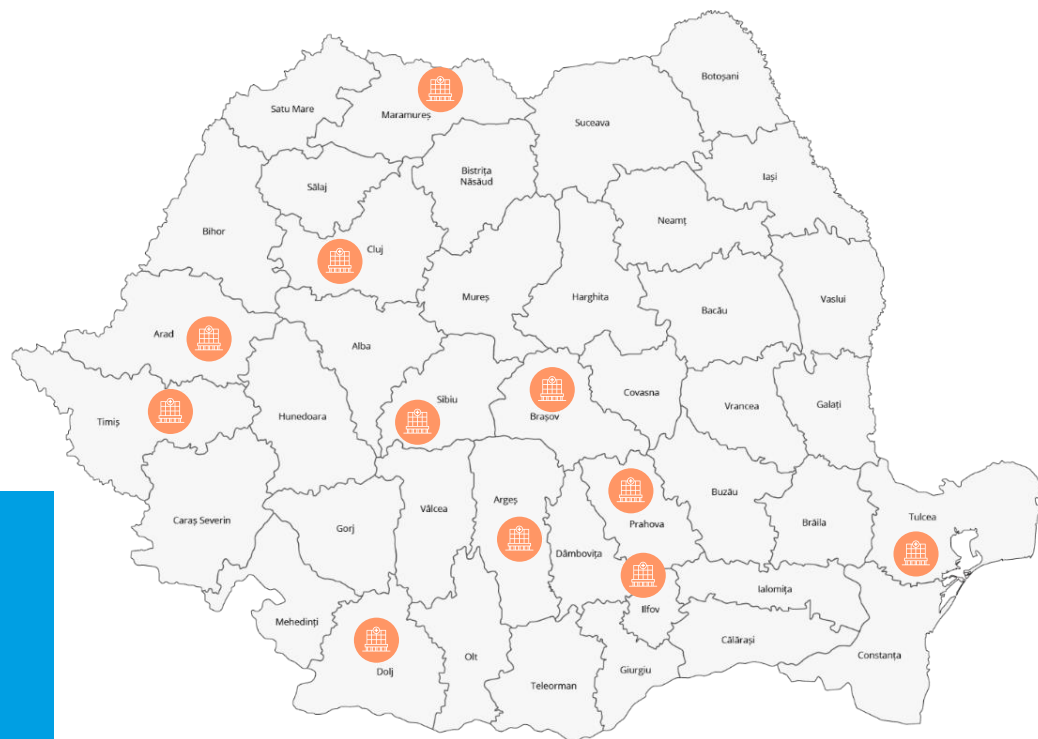 Botoșani
Satu Mare
Maramureș
Suceava
Iași
Bistrița
Năsăud
Sălaj
Neamț
Bihor
Cluj
Mureș
Harghita
Vaslui
Bacău
Arad
Alba
Covasna
Sibiu
Vrancea
Galați
Hunedoara
Brașov
Timiș
Buzău
Argeș
Vâlcea
Tulcea
Caraș Severin
Prahova
Brăila
Gorj
Dâmbovița
Ialomița
Ilfov
Mehedinți
Călărași
Constanța
Olt
Giurgiu
Dolj
Teleorman